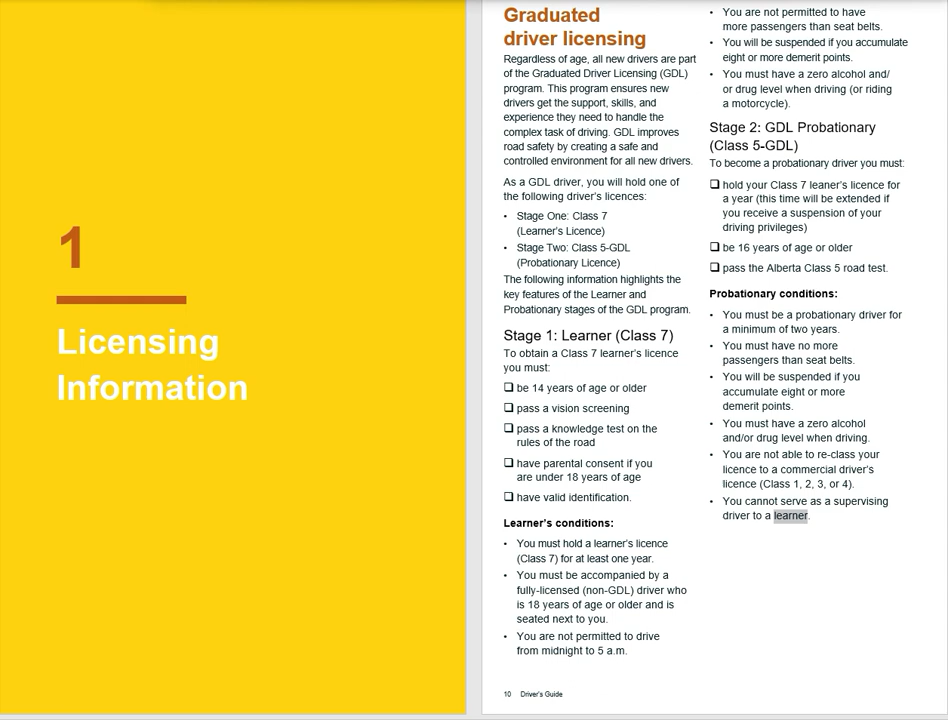 1
Licensing
Information
Graduated
driver licensing
Regardless of age, all new drivers are part
of the Graduated Driver Licensing (GDL)
program. This program ensures new
drivers get the support, skills, and
experience they need to handle the
complex task of driving. GDL improves
road safety by creating a safe and
controlled environment for all new drivers.
As a GDL driver, you will hold one of
the following driver's licences:
• Stage One: Class 7
(Learner's Licence)
• Stage Two: Class 5-GDL
(Probationary Licence)
The following information highlights the
key features of the Learner and
Probationary stages of the GDL program.
Stage 1: Learner (Class 7)
To obtain a Class 7 learner's licence
you must:
❑ be 14 years of age or older
❑ pass a vision screening
❑ pass a knowledge test on the
rules of the road
❑ have parental consent if you
are under 18 years of age
❑ have valid identification.
Learner's conditions:
• You must hold a learner's licence
(Class 7) for at least one year.
• You must be accompanied by a
fully-licensed (non-GDL) driver who
is 18 years of age or older and is
seated next to you.
• You are not permitted to drive
from midnight to 5 a.m.
• You are not permitted to have
more passengers than seat belts.
• You will be suspended if you accumulate
eight or more demerit points.
• You must have a zero alcohol and/
or drug level when driving (or riding
a motorcycle).
Stage 2: GDL Probationary
(Class 5-GDL)
To become a probationary driver you must:
❑ hold your Class 7 leaner's licence for
a year (this time will be extended if
you receive a suspension of your
driving privileges)
❑ be 16 years of age or older
❑ pass the Alberta Class 5 road test.
Probationary conditions:
• You must be a probationary driver for
a minimum of two years.
• You must have no more
passengers than seat belts.
• You will be suspended if you
accumulate eight or more
demerit points.
• You must have a zero alcohol
and/or drug level when driving.
• You are not able to re-class your
licence to a commercial driver's
licence (Class 1, 2, 3, or 4).
• You cannot serve as a supervising
driver to a learner.
10 Driver's Guide